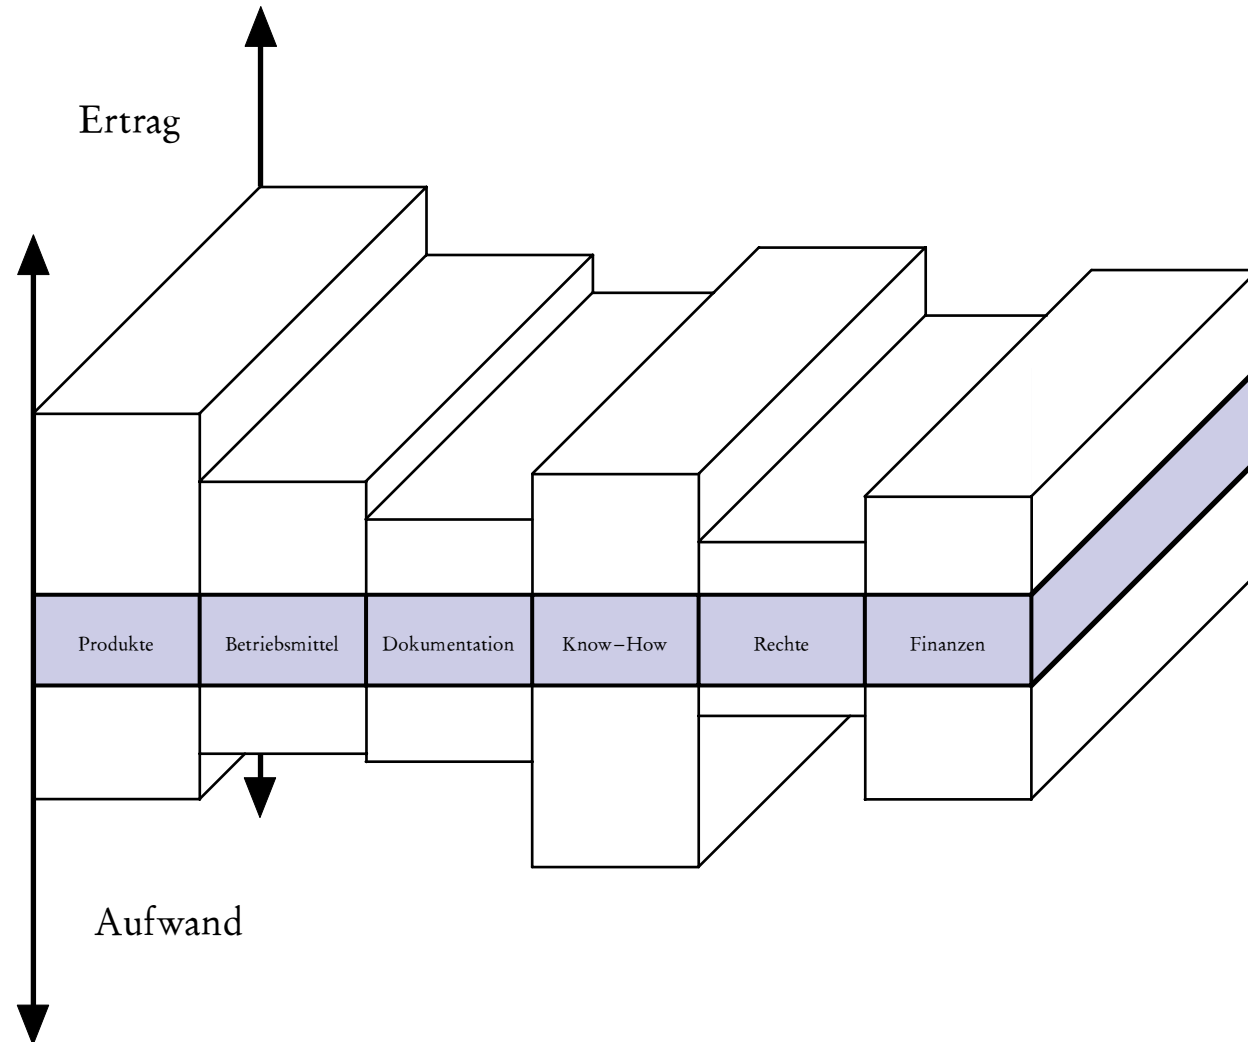 Ertrag
Produkte
Betriebsmittel
Dokumentation
Know-How
Rechte
Finanzen
Aufwand